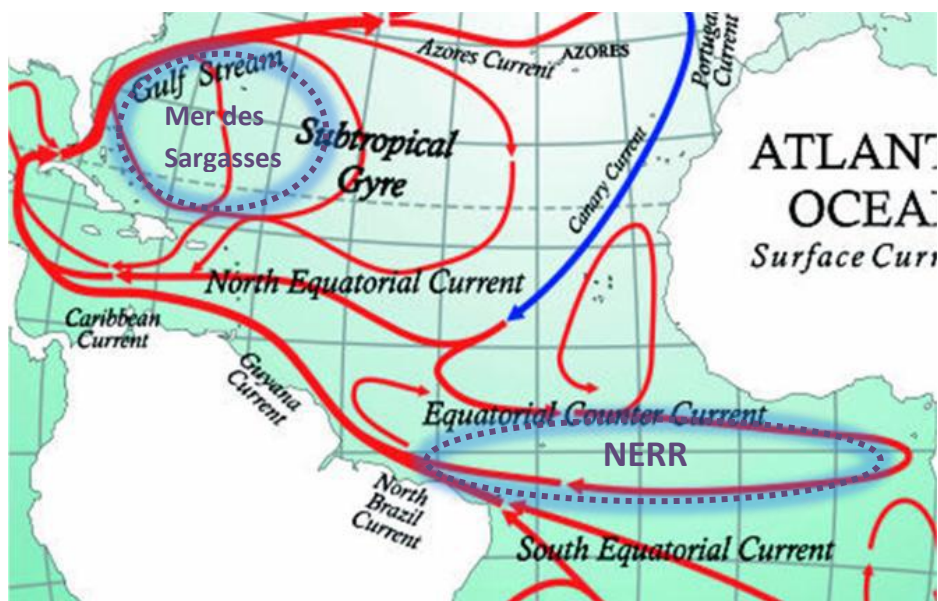 Gulf Stream
Mer des
Sargasses
Subtropical
Gyre
Azores Current
AZORES
Portugal
Current
Canary Current
ATLANT
OCEA
Surface Curr
North Equatorial Current
Caribbean
Current
Guyana
Current
Equatorial Counter Current
NERR
North
Brazil
Current
South Equatorial Current